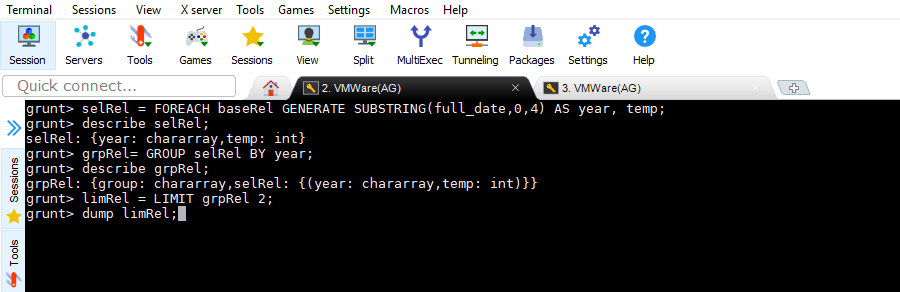 Terminal Sessions View X server Tools Games Settings Macros Help
Session Servers Tools Games Sessions View Split MultiExec Tunneling Packages Settings Help
Quick connect...
2. VMWare(AG)
3. VMWare(AG)
grunt> selRel = FOREACH baseRel GENERATE SUBSTRING(full_date,0,4) AS year, temp;
grunt> describe selRel;
selRel: {year: chararray,temp: int}
grunt> grpRel= GROUP selRel BY year;
grunt> describe grpRel;
grpRel: {group: chararray,selRel: {(year: chararray,temp: int)}}
grunt> limRel = LIMIT grpRel 2;
grunt> dump limRel;
Sessions
Tools